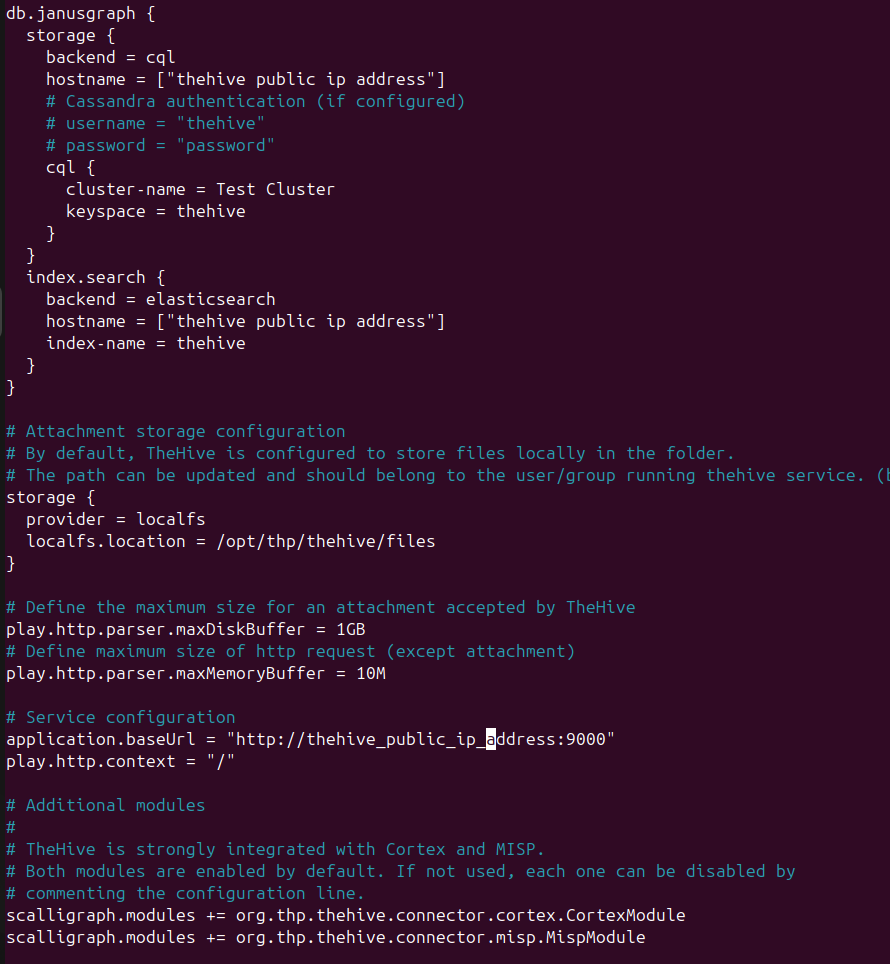 db.janusgraph {
  storage {
    backend = cql
    hostname = ["thehive public ip address"]
    # Cassandra authentication (if configured)
    # username = "thehive"
    # password = "password"
    cql {
      cluster-name = Test Cluster
      keyspace = thehive
    }
  }
  index.search {
    backend = elasticsearch
    hostname = ["thehive public ip address"]
    index-name = thehive
  }
}

# Attachment storage configuration
# By default, TheHive is configured to store files locally in the folder.
# The path can be updated and should belong to the user/group running thehive service. (
storage {
  provider = localfs
  localfs.location = /opt/thp/thehive/files
}

# Define the maximum size for an attachment accepted by TheHive
play.http.parser.maxDiskBuffer = 1GB
# Define maximum size of http request (except attachment)
play.http.parser.maxMemoryBuffer = 10M

# Service configuration
application.baseUrl = "http://thehive_public_ip_address:9000"
play.http.context = "/"

# Additional modules
#
# TheHive is strongly integrated with Cortex and MISP.
# Both modules are enabled by default. If not used, each one can be disabled by
# commenting the configuration line.
scalligraph.modules += org.thp.thehive.connector.cortex.CortexModule
scalligraph.modules += org.thp.thehive.connector.misp.MispModule